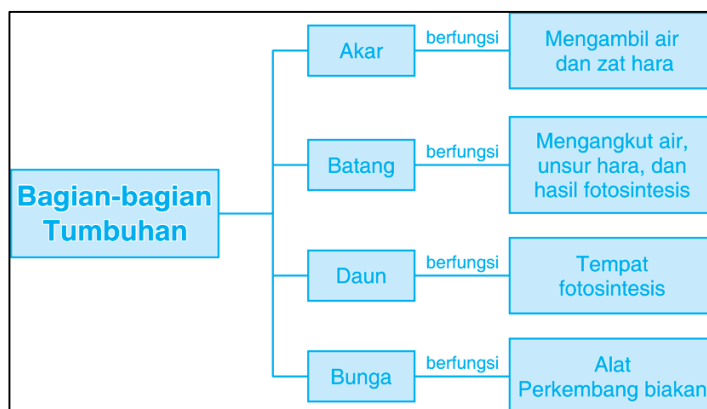 Bagian-bagian
Tumbuhan
Akar
berfungsi
Mengambil air
dan zat hara
Batang
berfungsi
Mengangkut air,
unsur hara, dan
hasil fotosintesis
Daun
berfungsi
Tempat
fotosintesis
Bunga
berfungsi
Alat
Perkembang biakan